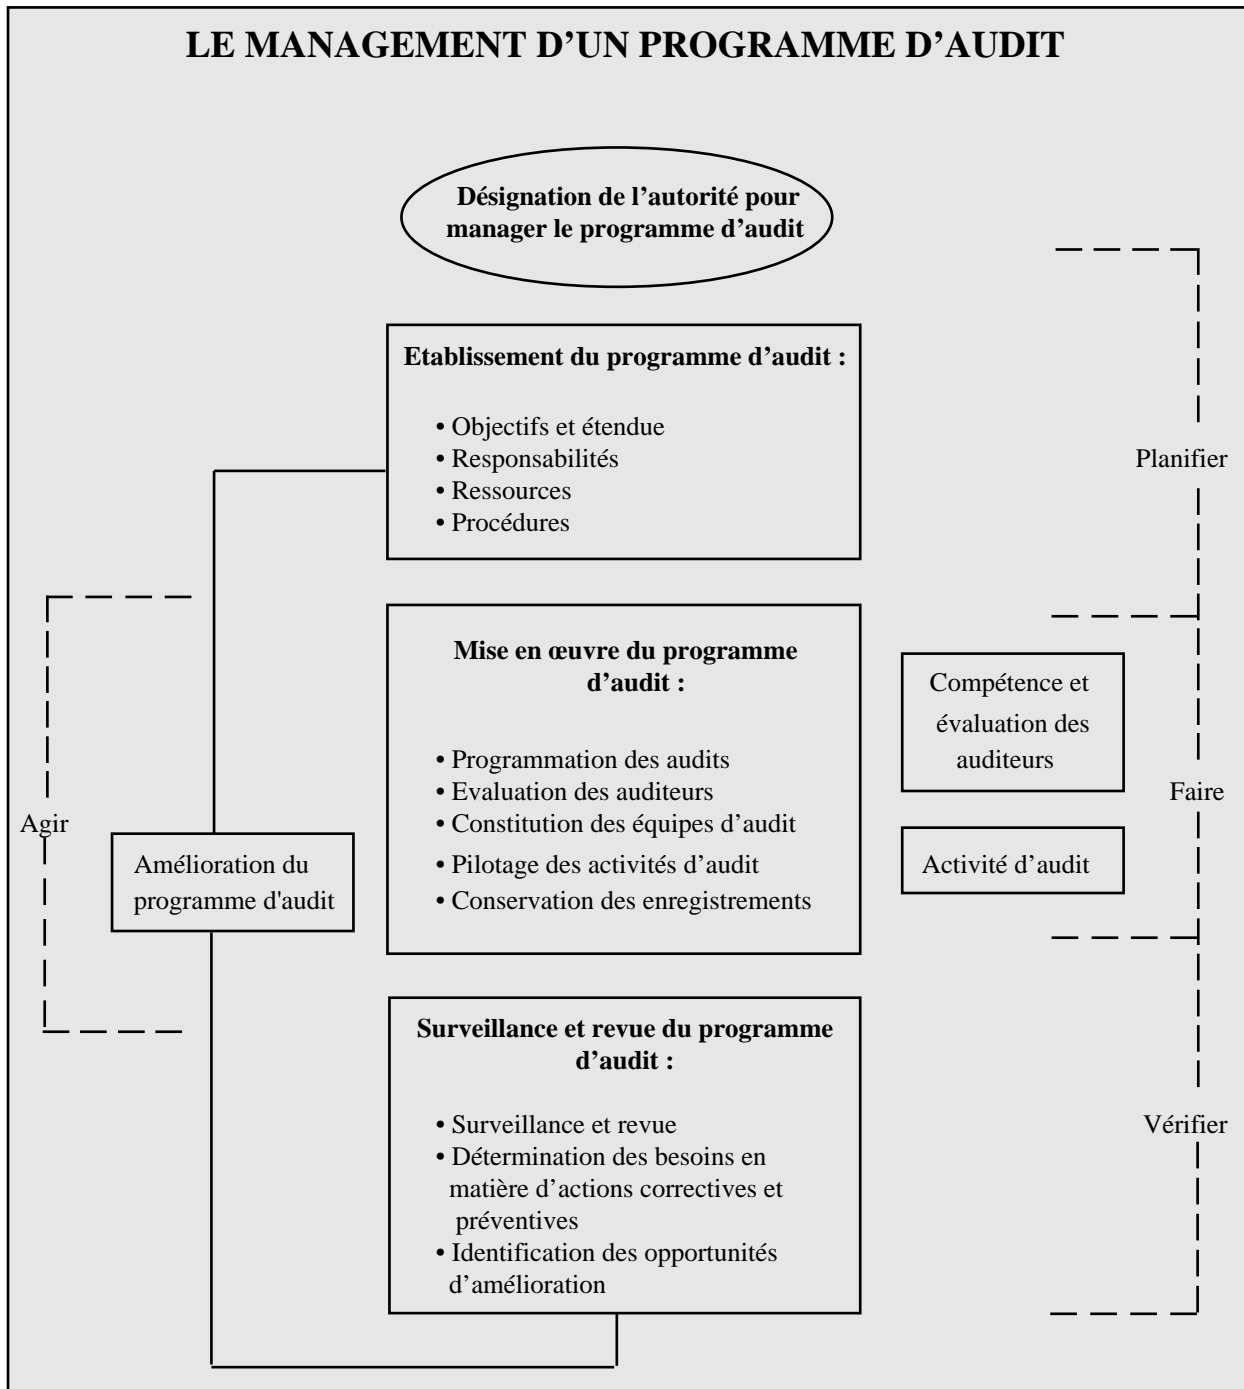 LE MANAGEMENT D’UN PROGRAMME D’AUDIT
Désignation de l’autorité pour
manager le programme d’audit
Etablissement du programme d’audit :
• Objectifs et étendue
• Responsabilités
• Ressources
• Procédures
Planifier
Mise en œuvre du programme
d’audit :
• Programmation des audits
• Evaluation des auditeurs
• Constitution des équipes d’audit
• Pilotage des activités d’audit
• Conservation des enregistrements
Compétence et
évaluation des
auditeurs
Activité d’audit
Faire
Agir
Amélioration du
programme d'audit
Surveillance et revue du programme
d’audit :
• Surveillance et revue
• Détermination des besoins en
matière d’actions correctives et
préventives
• Identification des opportunités
d’amélioration
Vérifier